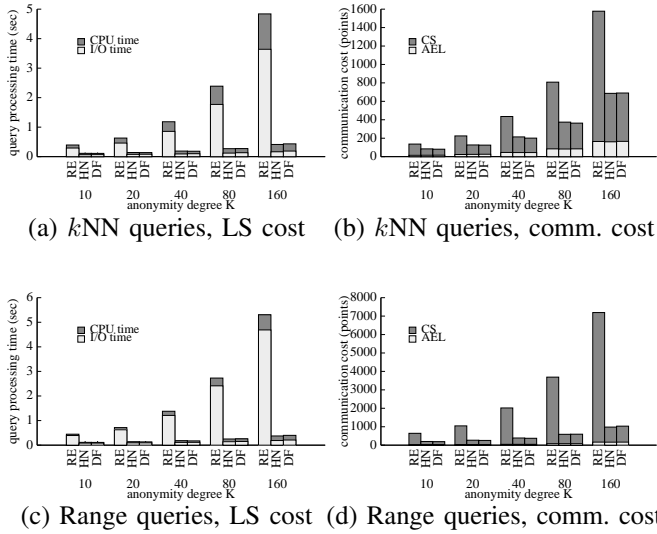 query processing time (sec)
5
4
3
2
1
0
CPU time
I/O time
RE HN DF RE HN DF RE HN DF RE HN DF RE HN DF
10 20 40 80 160
anonymity degree K
(a) kNN queries, LS cost
communication cost (points)
1600
1400
1200
1000
800
600
400
200
0
CS
AEL
RE HN DF RE HN DF RE HN DF RE HN DF RE HN DF
10 20 40 80 160
anonymity degree K
(b) kNN queries, comm. cost
query processing time (sec)
6
5
4
3
2
1
0
CPU time
I/O time
RE HN DF RE HN DF RE HN DF RE HN DF RE HN DF
10 20 40 80 160
anonymity degree K
(c) Range queries, LS cost
communication cost (points)
8000
7000
6000
5000
4000
3000
2000
1000
0
CS
AEL
RE HN DF RE HN DF RE HN DF RE HN DF RE HN DF
10 20 40 80 160
anonymity degree K
(d) Range queries, comm. cost